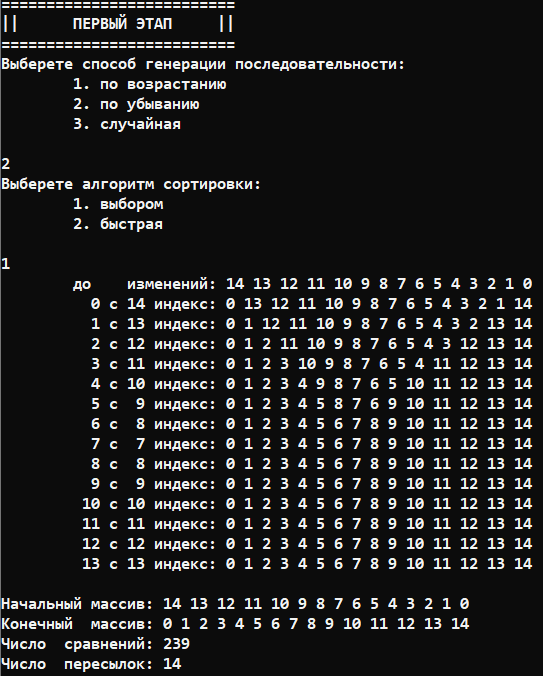 ==========================
||      ПЕРВЫЙ ЭТАП     ||
==========================
Выберете способ генерации последовательности:
        1. по возрастанию
        2. по убыванию
        3. случайная

2
Выберете алгоритм сортировки:
        1. выбором
        2. быстрая

1
        до    изменений: 14 13 12 11 10 9 8 7 6 5 4 3 2 1 0
          0 с 14 индекс: 0 13 12 11 10 9 8 7 6 5 4 3 2 1 14
          1 с 13 индекс: 0 1 12 11 10 9 8 7 6 5 4 3 2 13 14
          2 с 12 индекс: 0 1 2 11 10 9 8 7 6 5 4 3 12 13 14
          3 с 11 индекс: 0 1 2 3 10 9 8 7 6 5 4 11 12 13 14
          4 с 10 индекс: 0 1 2 3 4 9 8 7 6 5 10 11 12 13 14
          5 с  9 индекс: 0 1 2 3 4 5 8 7 6 9 10 11 12 13 14
          6 с  8 индекс: 0 1 2 3 4 5 6 7 8 9 10 11 12 13 14
          7 с  7 индекс: 0 1 2 3 4 5 6 7 8 9 10 11 12 13 14
          8 с  8 индекс: 0 1 2 3 4 5 6 7 8 9 10 11 12 13 14
          9 с  9 индекс: 0 1 2 3 4 5 6 7 8 9 10 11 12 13 14
         10 с 10 индекс: 0 1 2 3 4 5 6 7 8 9 10 11 12 13 14
         11 с 11 индекс: 0 1 2 3 4 5 6 7 8 9 10 11 12 13 14
         12 с 12 индекс: 0 1 2 3 4 5 6 7 8 9 10 11 12 13 14
         13 с 13 индекс: 0 1 2 3 4 5 6 7 8 9 10 11 12 13 14

Начальный массив: 14 13 12 11 10 9 8 7 6 5 4 3 2 1 0
Конечный  массив: 0 1 2 3 4 5 6 7 8 9 10 11 12 13 14
Число  сравнений: 239
Число  пересылок: 14